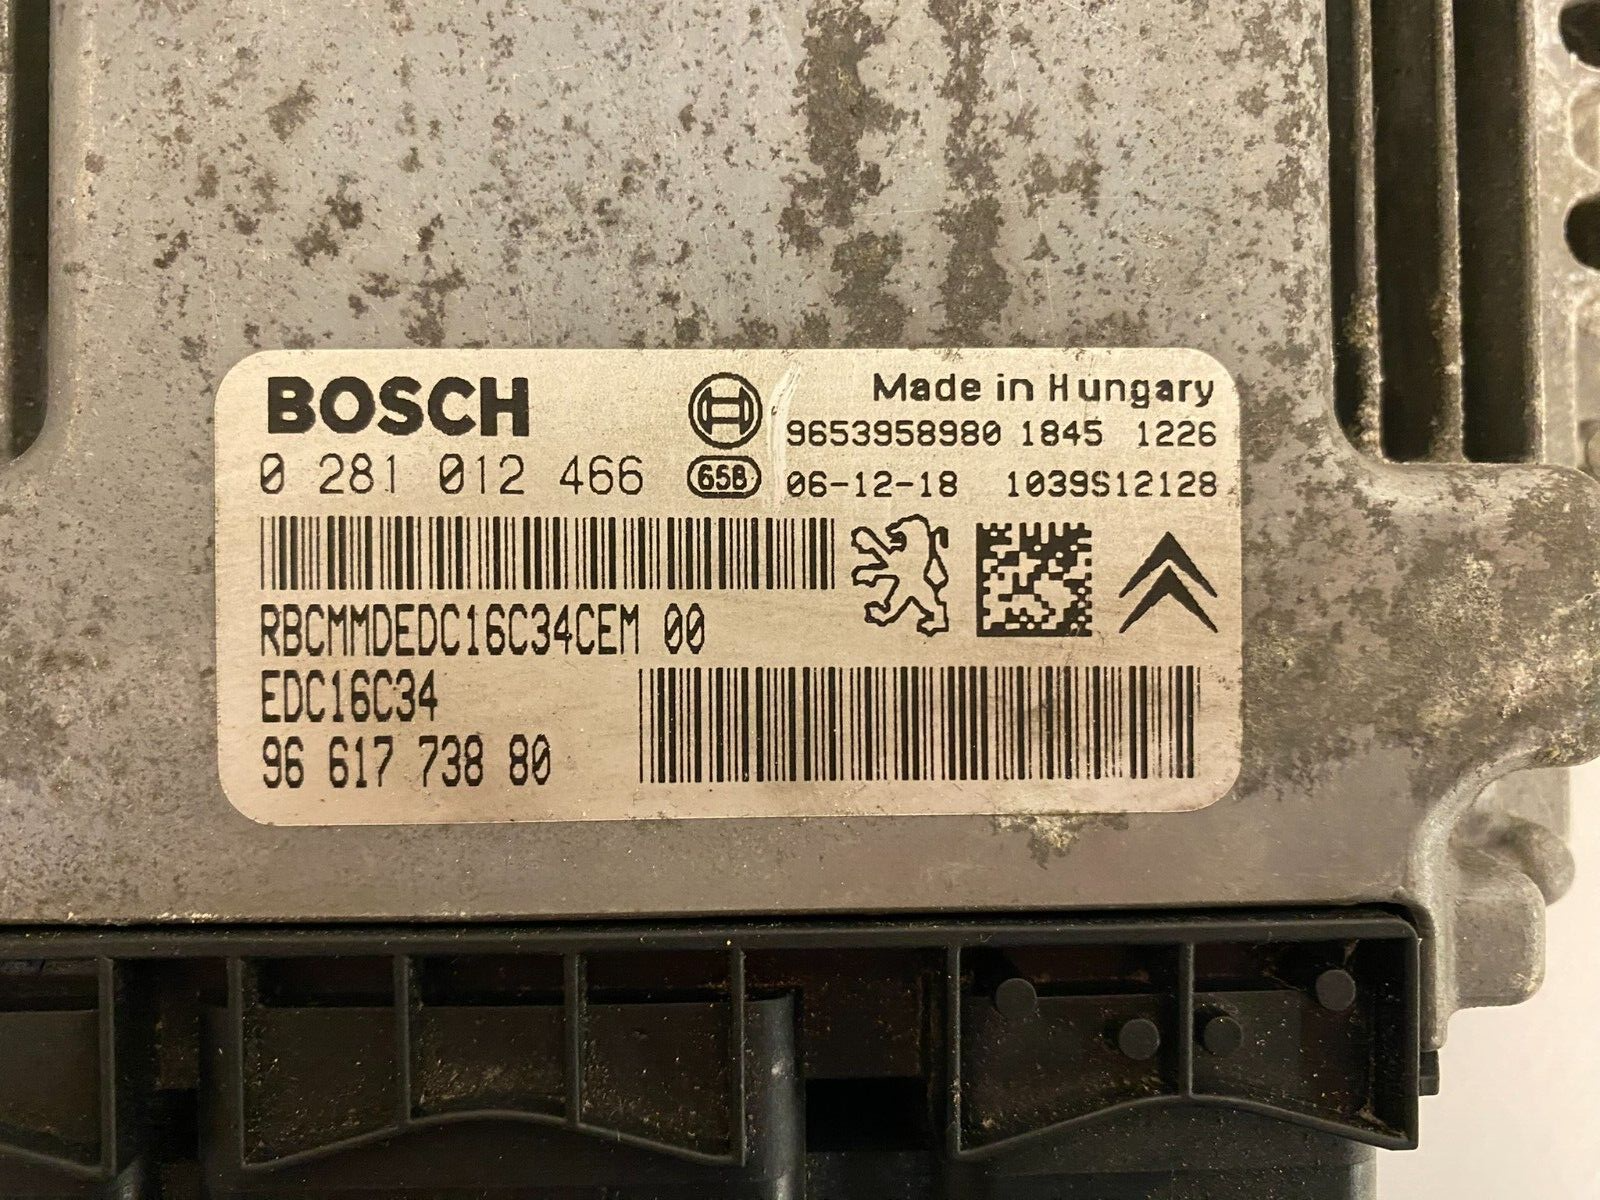 BOSCH
Made in Hungary
9653958980 1845 1226
0 281 012 466
658
06-12-18 1039S12128
RBCMMDEDC16C34CEM 00
EDC16C34
96 617 738 80